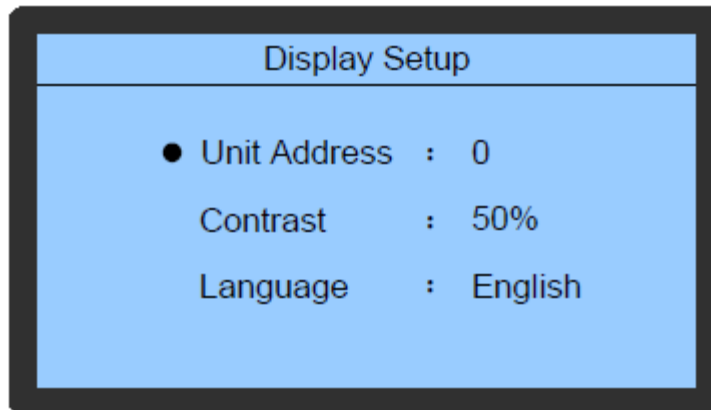 Display Setup
● Unit Address : 0
Contrast : 50%
Language : English